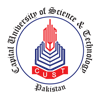 Capital University of Science & Technology
CUST
Pakistan